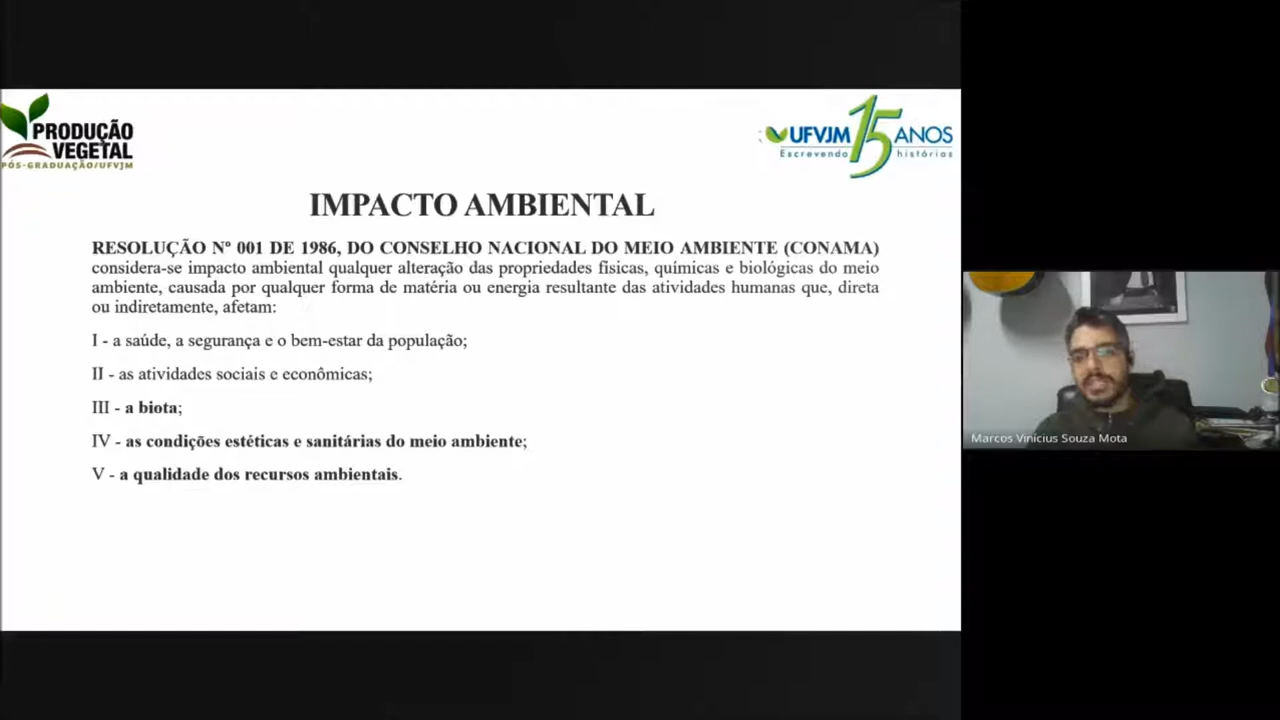 PRODUÇÃO
VEGETAL
PÓS-GRADUAÇÃO/UFVJM
UFVJM 15 ANOS
Escrevendo histórias
IMPACTO AMBIENTAL
RESOLUÇÃO Nº 001 DE 1986, DO CONSELHO NACIONAL DO MEIO AMBIENTE (CONAMA)
considera-se impacto ambiental qualquer alteração das propriedades físicas, químicas e biológicas do meio
ambiente, causada por qualquer forma de matéria ou energia resultante das atividades humanas que, direta
ou indiretamente, afetam:
I - a saúde, a segurança e o bem-estar da população;
II - as atividades sociais e econômicas;
III - a biota;
IV - as condições estéticas e sanitárias do meio ambiente;
V - a qualidade dos recursos ambientais.
Marcos Vinícius Souza Mota